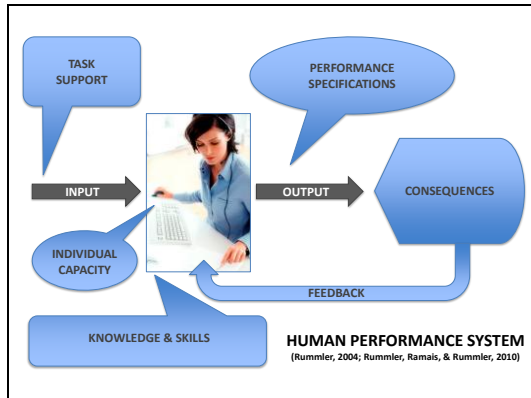 TASK
SUPPORT
PERFORMANCE
SPECIFICATIONS
INPUT
OUTPUT
CONSEQUENCES
INDIVIDUAL
CAPACITY
FEEDBACK
KNOWLEDGE & SKILLS
HUMAN PERFORMANCE SYSTEM
(Rummler, 2004; Rummler, Ramais, & Rummler, 2010)